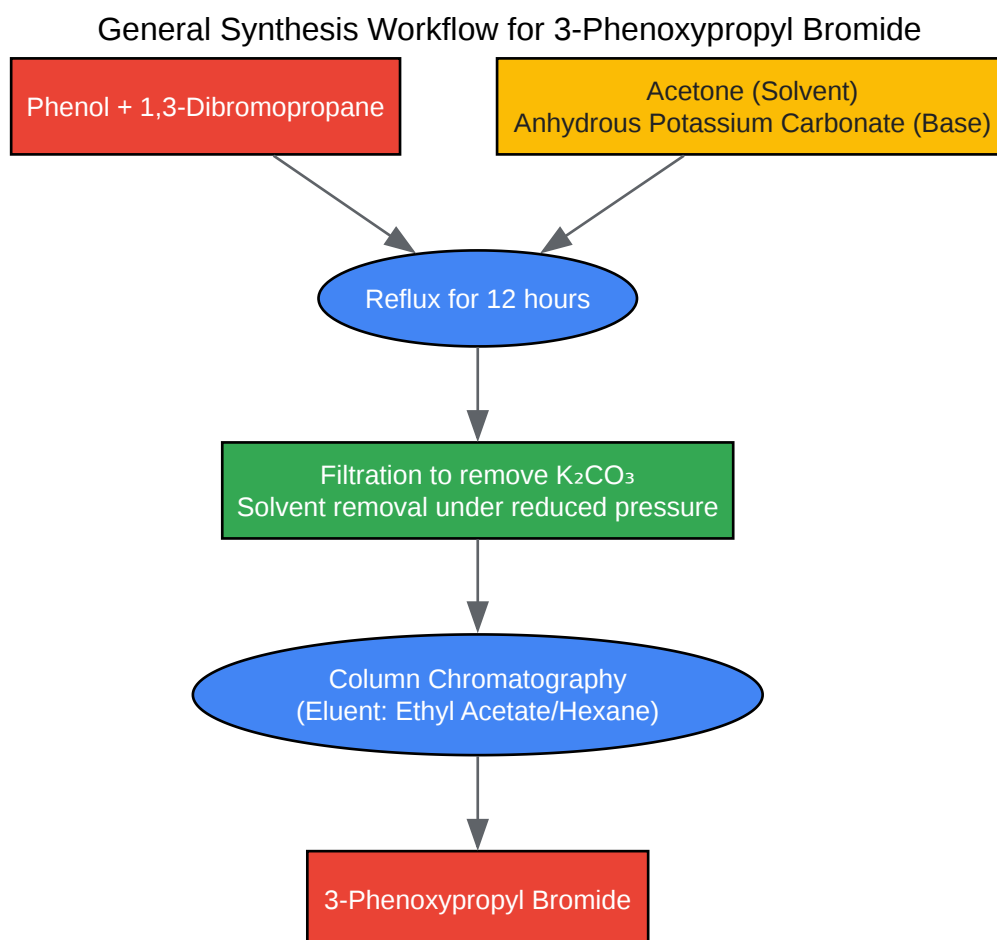 General Synthesis Workflow for 3-Phenoxypropyl Bromide
Phenol + 1,3-Dibromopropane
Acetone (Solvent)
Anhydrous Potassium Carbonate (Base)
Reflux for 12 hours
Filtration to remove K₂CO₃
Solvent removal under reduced pressure
Column Chromatography
(Eluent: Ethyl Acetate/Hexane)
3-Phenoxypropyl Bromide